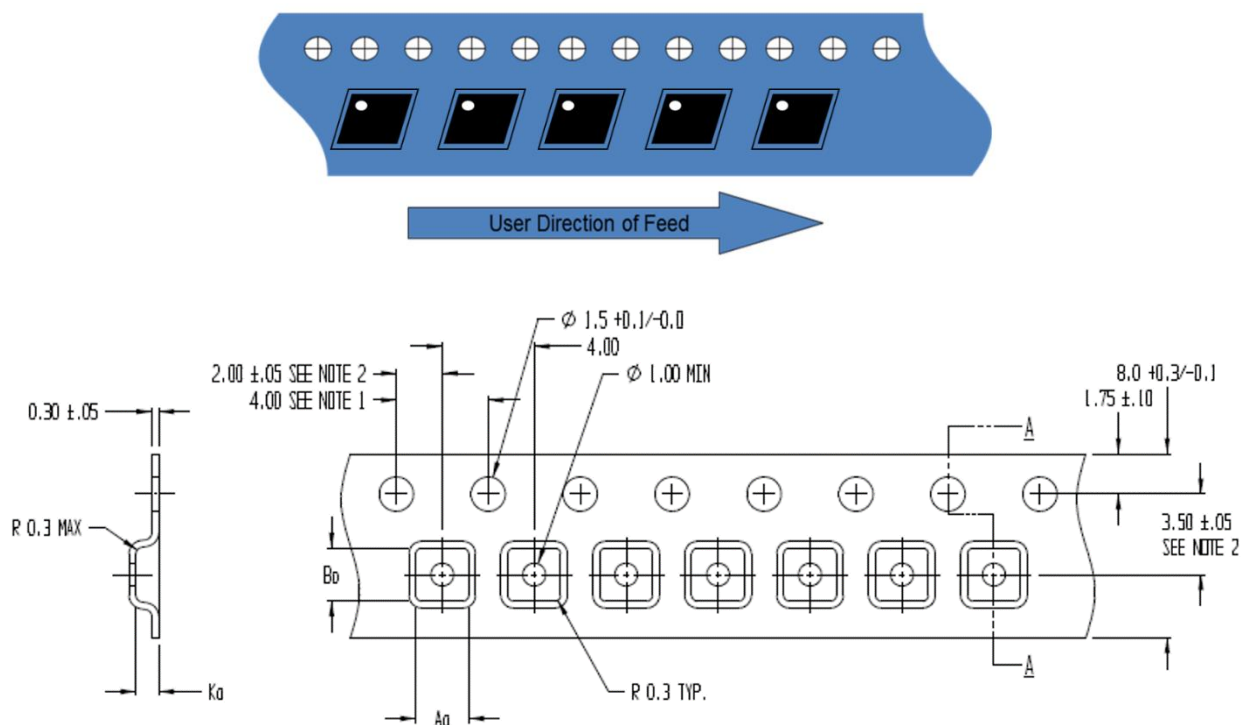 User Direction of Feed
Ø 1.5 +0.1/-0.0
4.00
2.00 ±.05 SEE NOTE 2
Ø 1.00 MIN
4.00 SEE NOTE 1
8.0 +0.3/-0.1
1.75 ±.10
0.30 ±.05
A
R 0.3 MAX
3.50 ±.05
SEE NOTE 2
Bo
A
R 0.3 TYP.
Ko
Ao